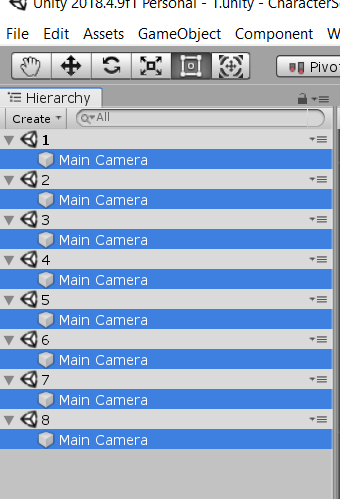 Unity 2018.4.9f1 Personal - 1.unity - CharacterS
File Edit Assets GameObject Component W
Pivo
Hierarchy
Create All
1
Main Camera
2
Main Camera
3
Main Camera
4
Main Camera
5
Main Camera
6
Main Camera
7
Main Camera
8
Main Camera